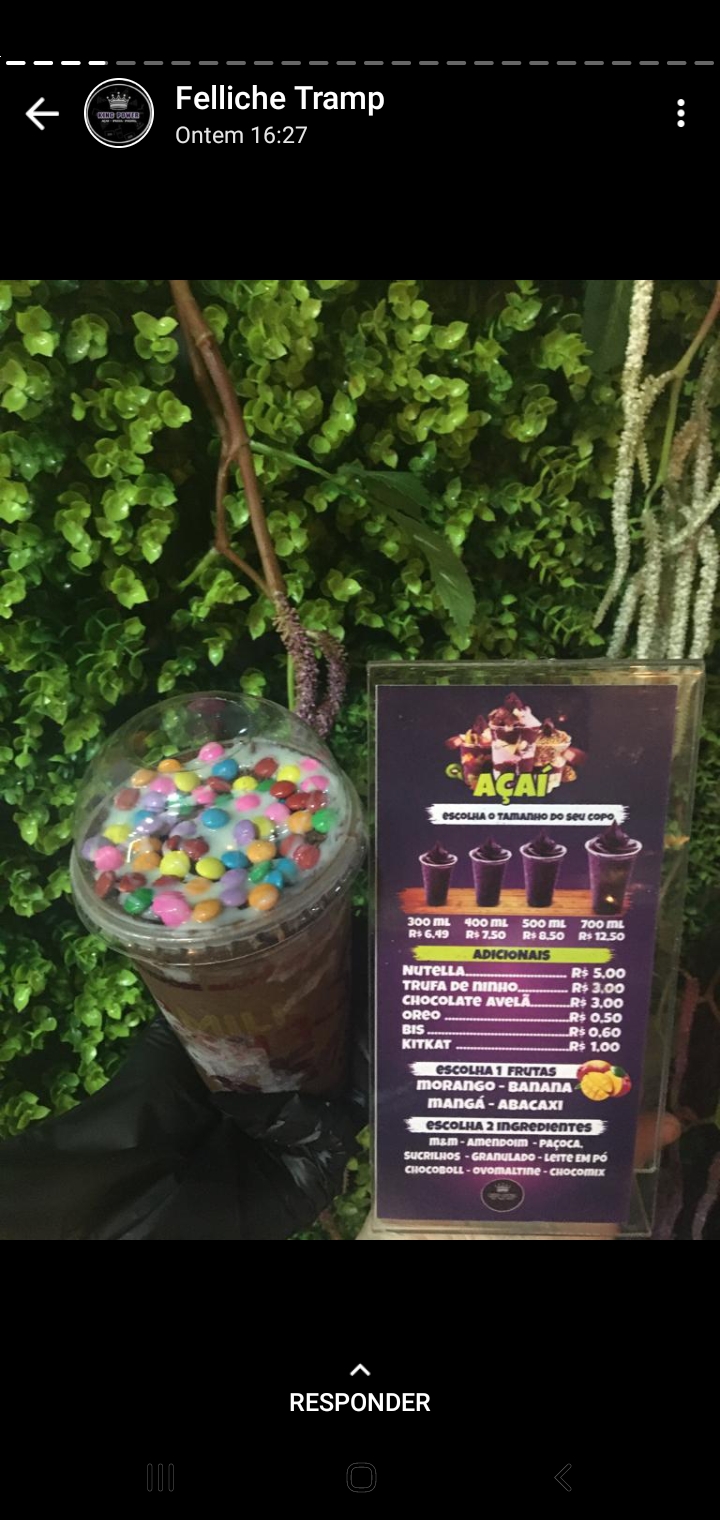 Felliche Tramp
Ontem 16:27
KING POWER
AÇAÍ
ESCOLHA O TAMANHO DO SEU COPO
300 ML 400 ML 500 ML 700 ML
R$ 6,49 R$ 7,50 R$ 8,50 R$ 12,50
ADICIONAIS
NUTELLA R$ 5,00
TRUFA DE NINHO R$ 3,00
CHOCOLATE AVELÃ R$ 3,00
OREO R$ 0,50
BIS R$ 0,60
KITKAT R$ 1,00
ESCOLHA 1 FRUTAS
MORANGO - BANANA
MANGÁ - ABACAXI
ESCOLHA 2 INGREDIENTES
M&M - AMENDOIM - PAÇOCA,
SUCRILHOS - GRANULADO - LEITE EM PÓ
CHOCOBOLL - OVOMALTINE - CHOCOMIX
RESPONDER